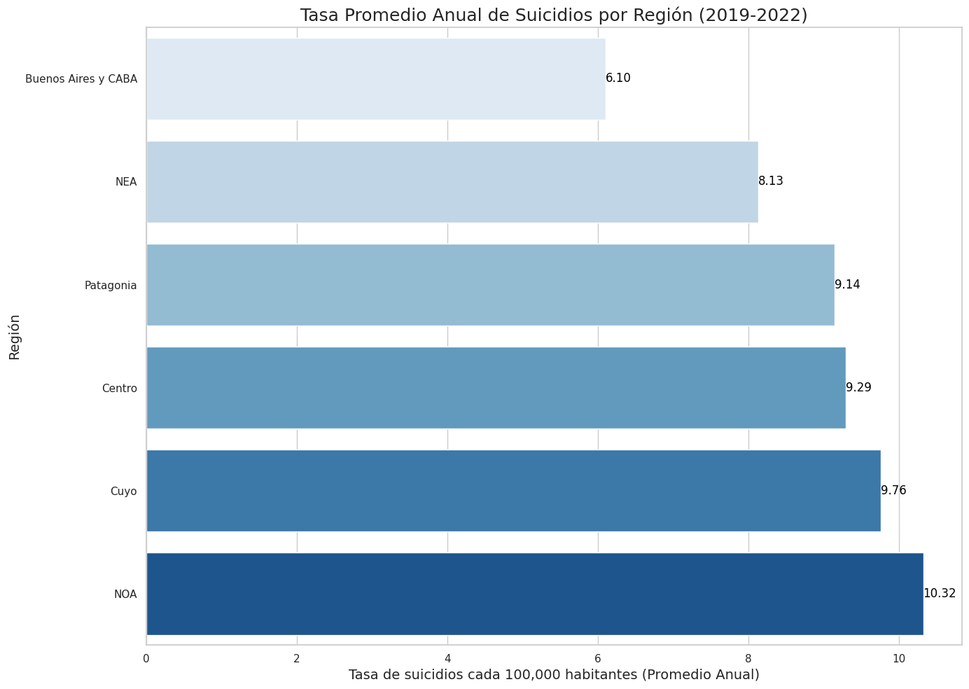 Tasa Promedio Anual de Suicidios por Región (2019-2022)
Buenos Aires y CABA
6.10
NEA
8.13
Patagonia
9.14
Centro
9.29
Cuyo
9.76
NOA
10.32
Región
0 2 4 6 8 10
Tasa de suicidios cada 100,000 habitantes (Promedio Anual)